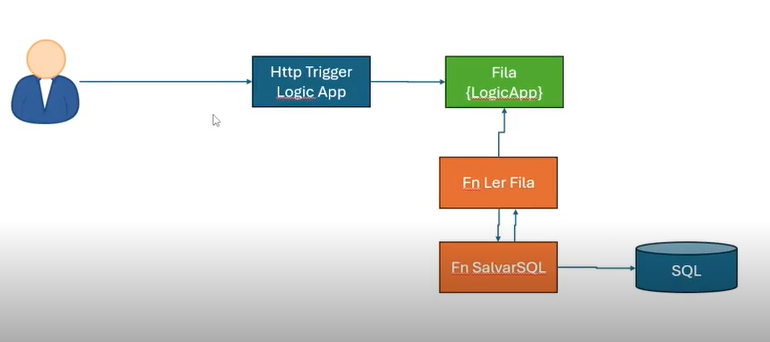 Http Trigger
Logic App
Fila
{LogicApp}
Fn Ler Fila
Fn SalvarSQL
SQL